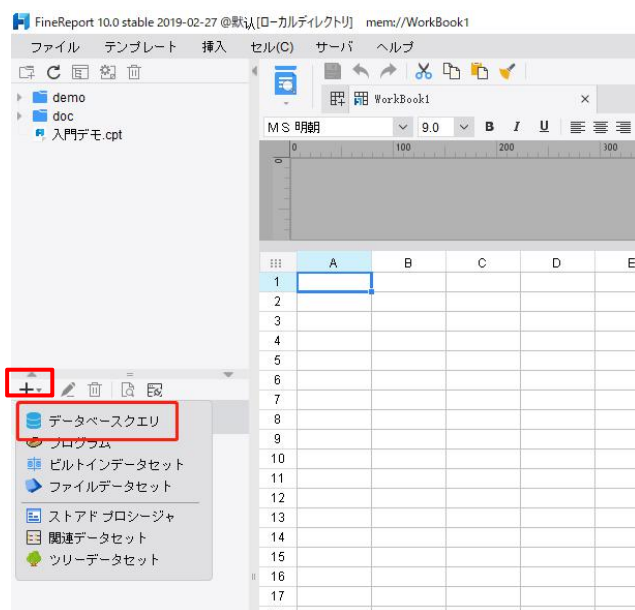 FineReport 10.0 stable 2019-02-27 @默认[ローカルディレクトリ] mem://WorkBook1
ファイル テンプレート 挿入 セル(C) サーバ ヘルプ
demo
doc
入門デモ.cpt
WorkBook1 ×
MS 明朝 9.0 B I U
0 100 200 300
0
A B C D E
1
2
3
4
5
6
7
8
9
10
11
12
13
14
15
16
17
データベースクエリ
プログラム
ビルトインデータセット
ファイルデータセット
ストアド プロシージャ
関連データセット
ツリーデータセット